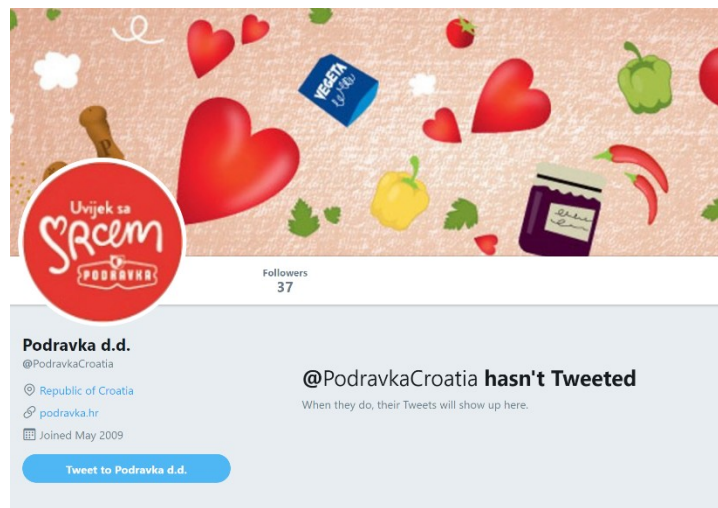 VEGETA
P
Uvijek sa
srcem
PODRAVKA
Followers
37
Podravka d.d.
@PodravkaCroatia
Republic of Croatia
podravka.hr
Joined May 2009
Tweet to Podravka d.d.
@PodravkaCroatia hasn't Tweeted
When they do, their Tweets will show up here.